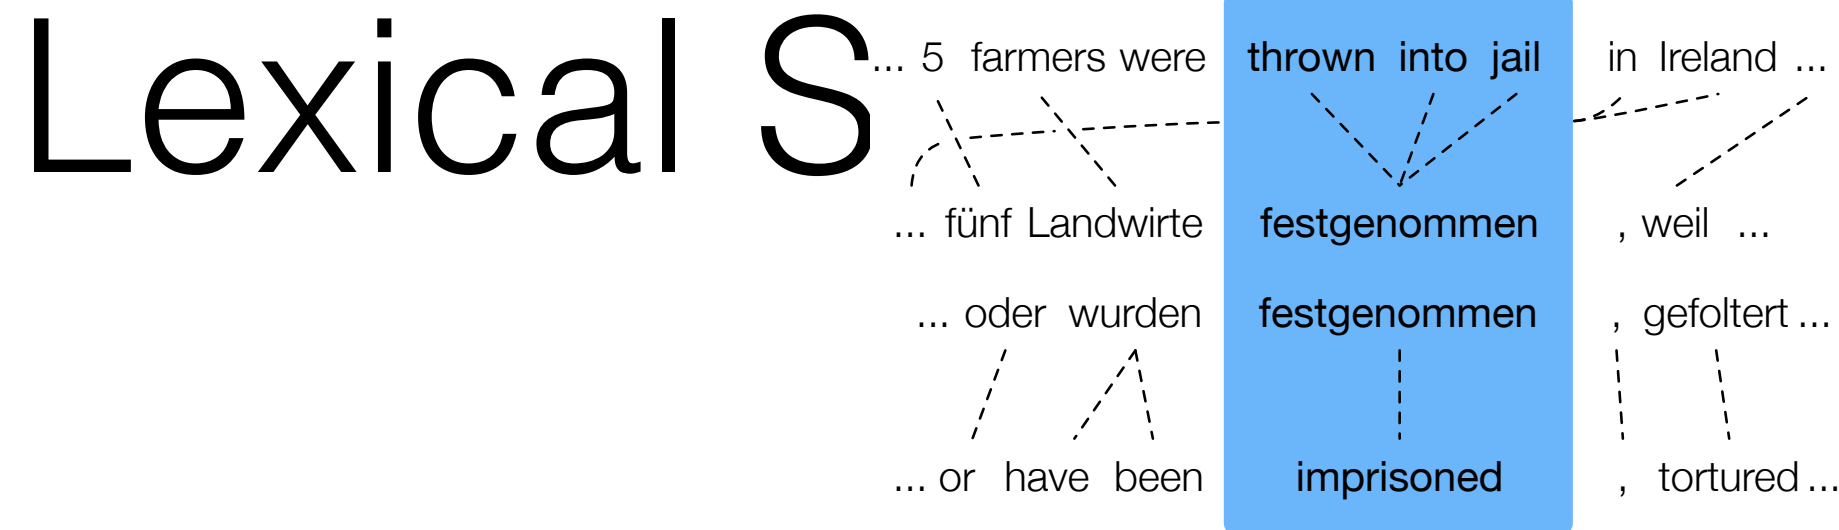 Lexical S
... 5 farmers were thrown into jail in Ireland ...
... fünf Landwirte festgenommen , weil ...
... oder wurden festgenommen , gefoltert ...
... or have been imprisoned , tortured ...